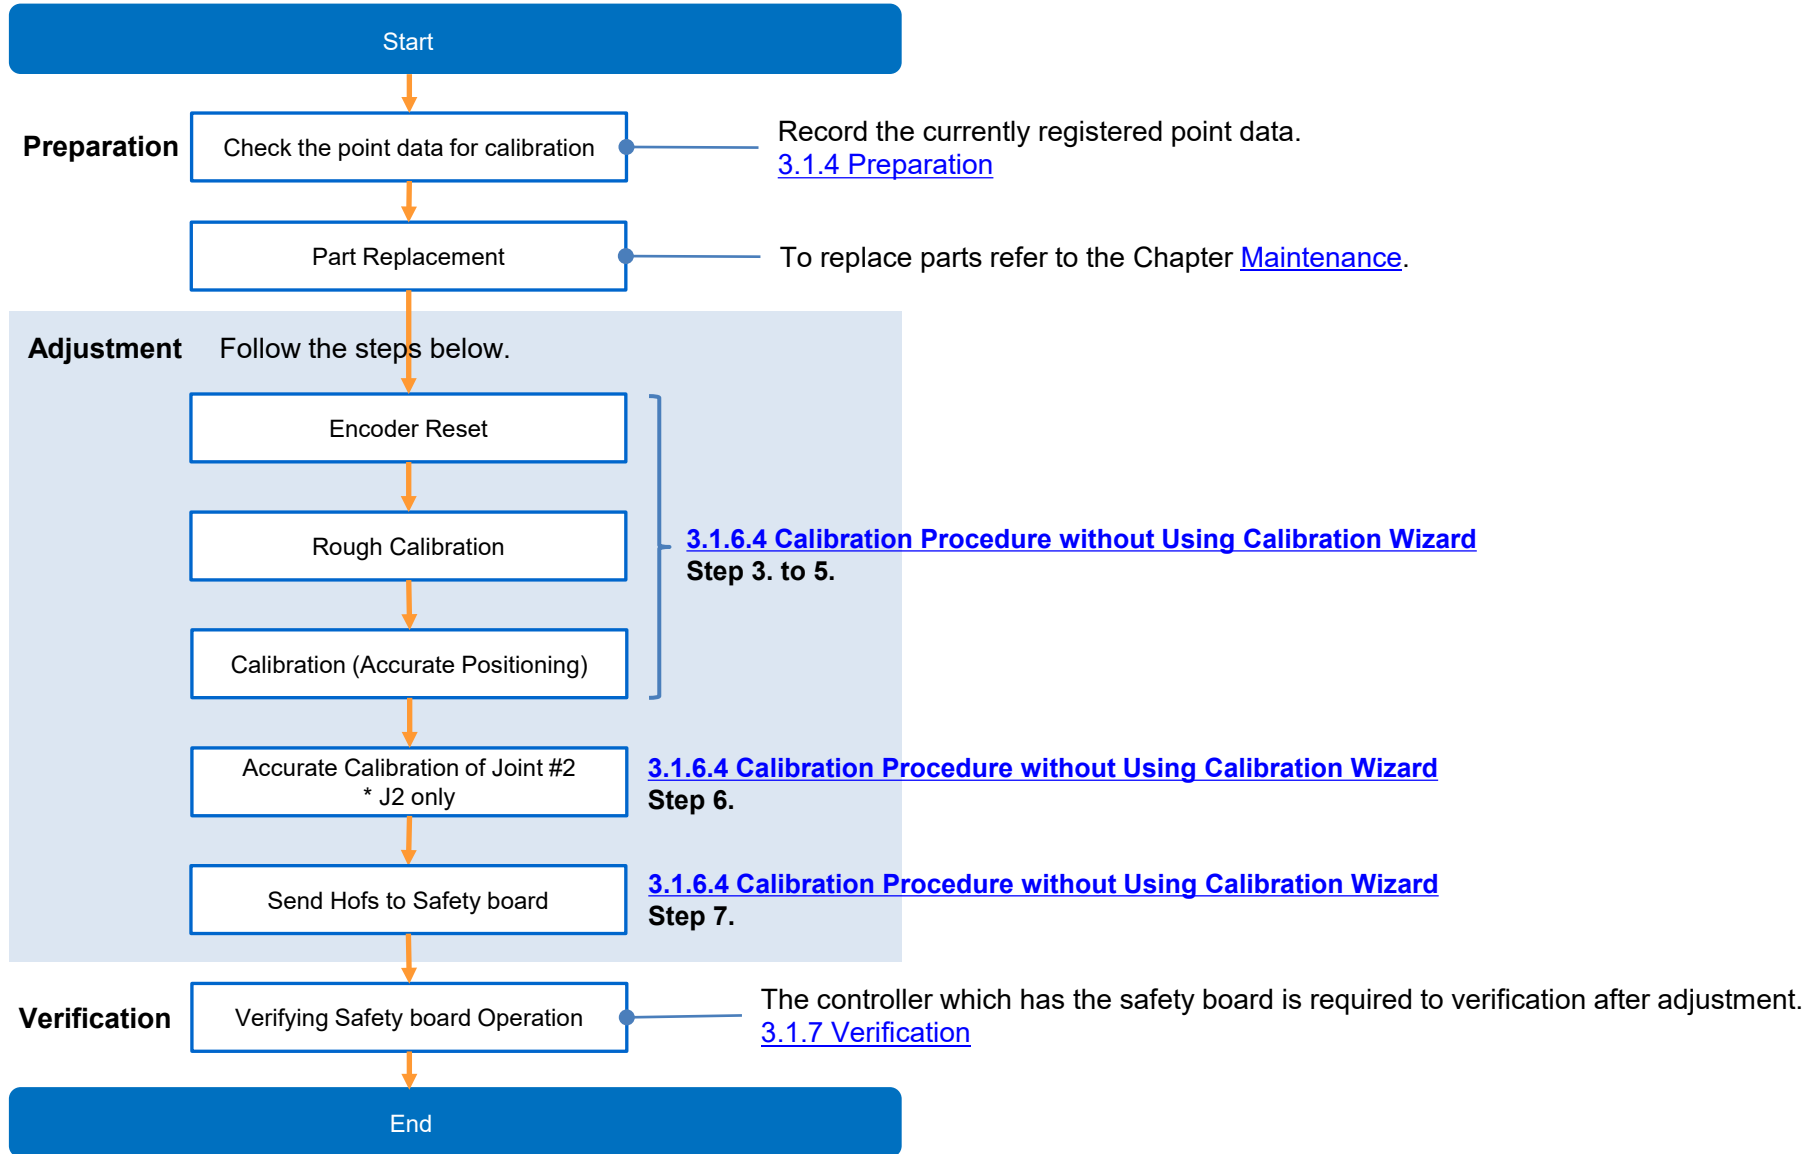 Start
Preparation
Check the point data for calibration
Record the currently registered point data.
3.1.4 Preparation
Part Replacement
To replace parts refer to the Chapter Maintenance.
Adjustment Follow the steps below.
Encoder Reset
Rough Calibration
3.1.6.4 Calibration Procedure without Using Calibration Wizard
Step 3. to 5.
Calibration (Accurate Positioning)
Accurate Calibration of Joint #2
* J2 only
3.1.6.4 Calibration Procedure without Using Calibration Wizard
Step 6.
Send Hofs to Safety board
3.1.6.4 Calibration Procedure without Using Calibration Wizard
Step 7.
Verification
Verifying Safety board Operation
The controller which has the safety board is required to verification after adjustment.
3.1.7 Verification
End